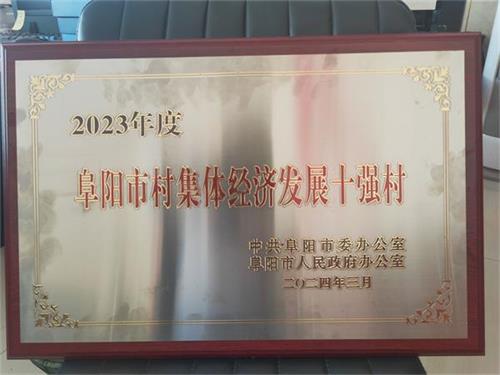 2023年度
阜阳市村集体经济发展十强村
中共阜阳市委办公室
阜阳市人民政府办公室
二〇二四年三月